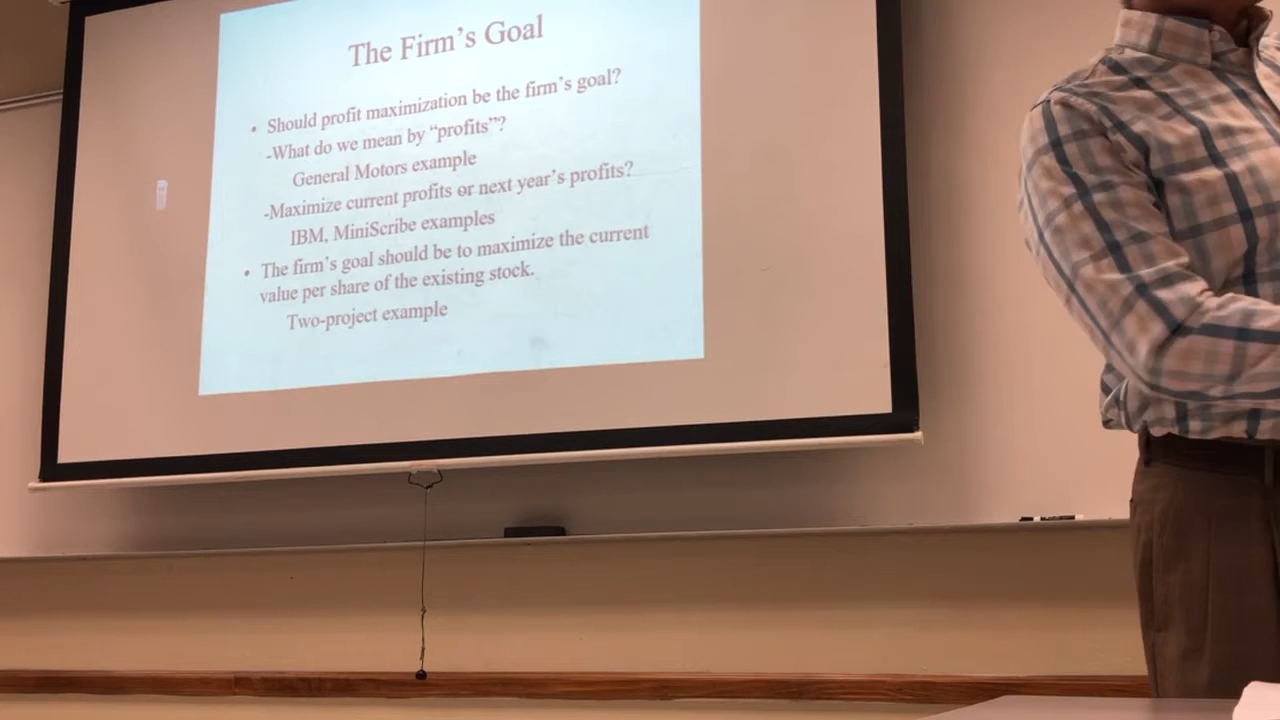 The Firm's Goal
• Should profit maximization be the firm's goal?
-What do we mean by “profits”?
General Motors example
-Maximize current profits or next year's profits?
IBM, MiniScribe examples
• The firm's goal should be to maximize the current
value per share of the existing stock.
Two-project example